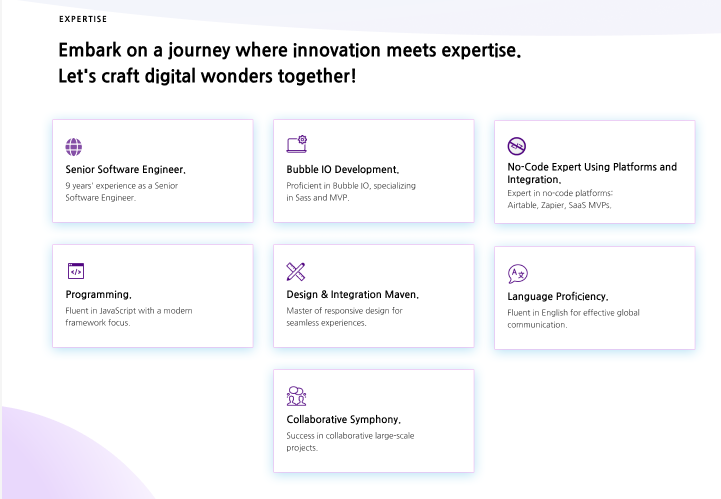 EXPERTISE
Embark on a journey where innovation meets expertise.
Let's craft digital wonders together!
Senior Software Engineer.
9 years' experience as a Senior
Software Engineer.
Bubble IO Development.
Proficient in Bubble IO, specializing
in Sass and MVP.
</>
No-Code Expert Using Platforms and
Integration.
Expert in no-code platforms:
Airtable, Zapier, SaaS MVPs.
</>
Programming.
Fluent in JavaScript with a modern
framework focus.
Design & Integration Maven.
Master of responsive design for
seamless experiences.
A文
Language Proficiency.
Fluent in English for effective global
communication.
Collaborative Symphony.
Success in collaborative large-scale
projects.